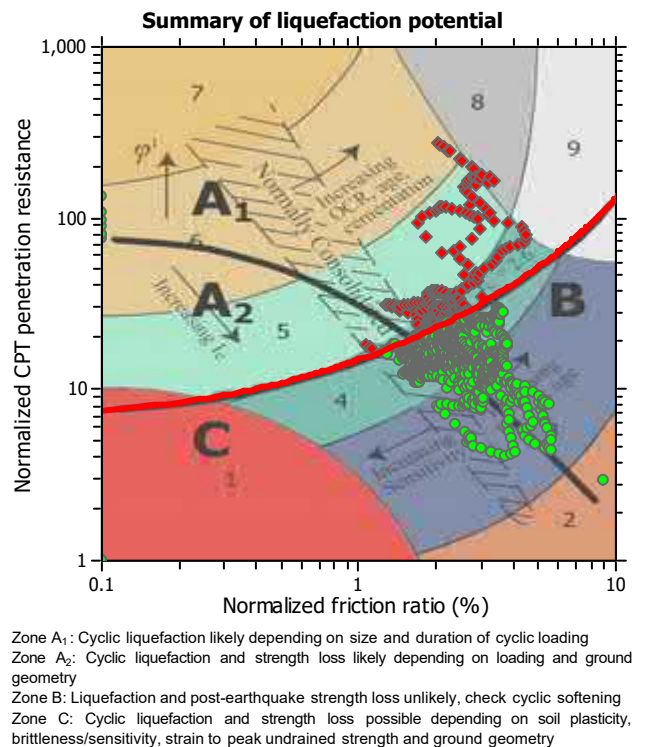 Summary of liquefaction potential
1,000
7
8
9
φ'
A1
Increasing
OCR, age,
cementation
Normally Consolidated
100
6
A2
Increasing Ic
5
B
Normalized CPT penetration resistance
10
4
C
Increasing
Sensitivity
1
2
1
0.1
1
10
Normalized friction ratio (%)
Zone A1: Cyclic liquefaction likely depending on size and duration of cyclic loading
Zone A2: Cyclic liquefaction and strength loss likely depending on loading and ground
geometry
Zone B: Liquefaction and post-earthquake strength loss unlikely, check cyclic softening
Zone C: Cyclic liquefaction and strength loss possible depending on soil plasticity,
brittleness/sensitivity, strain to peak undrained strength and ground geometry